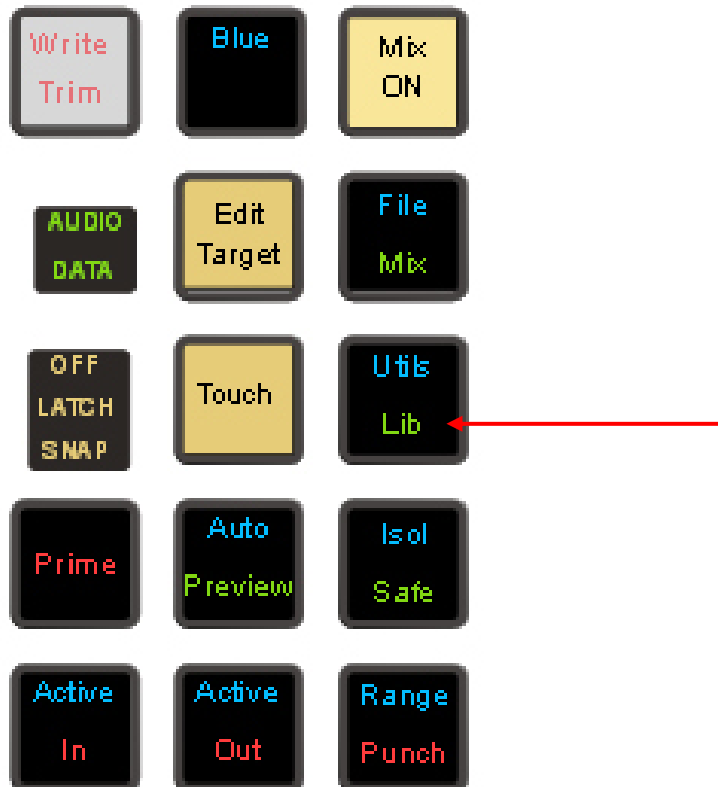 Write
Trim
Blue
Mix
ON
AUDIO
DATA
Edit
Target
File
Mix
OFF
LATCH
SNAP
Touch
Utils
Lib
Prime
Auto
Preview
Isol
Safe
Active
In
Active
Out
Range
Punch